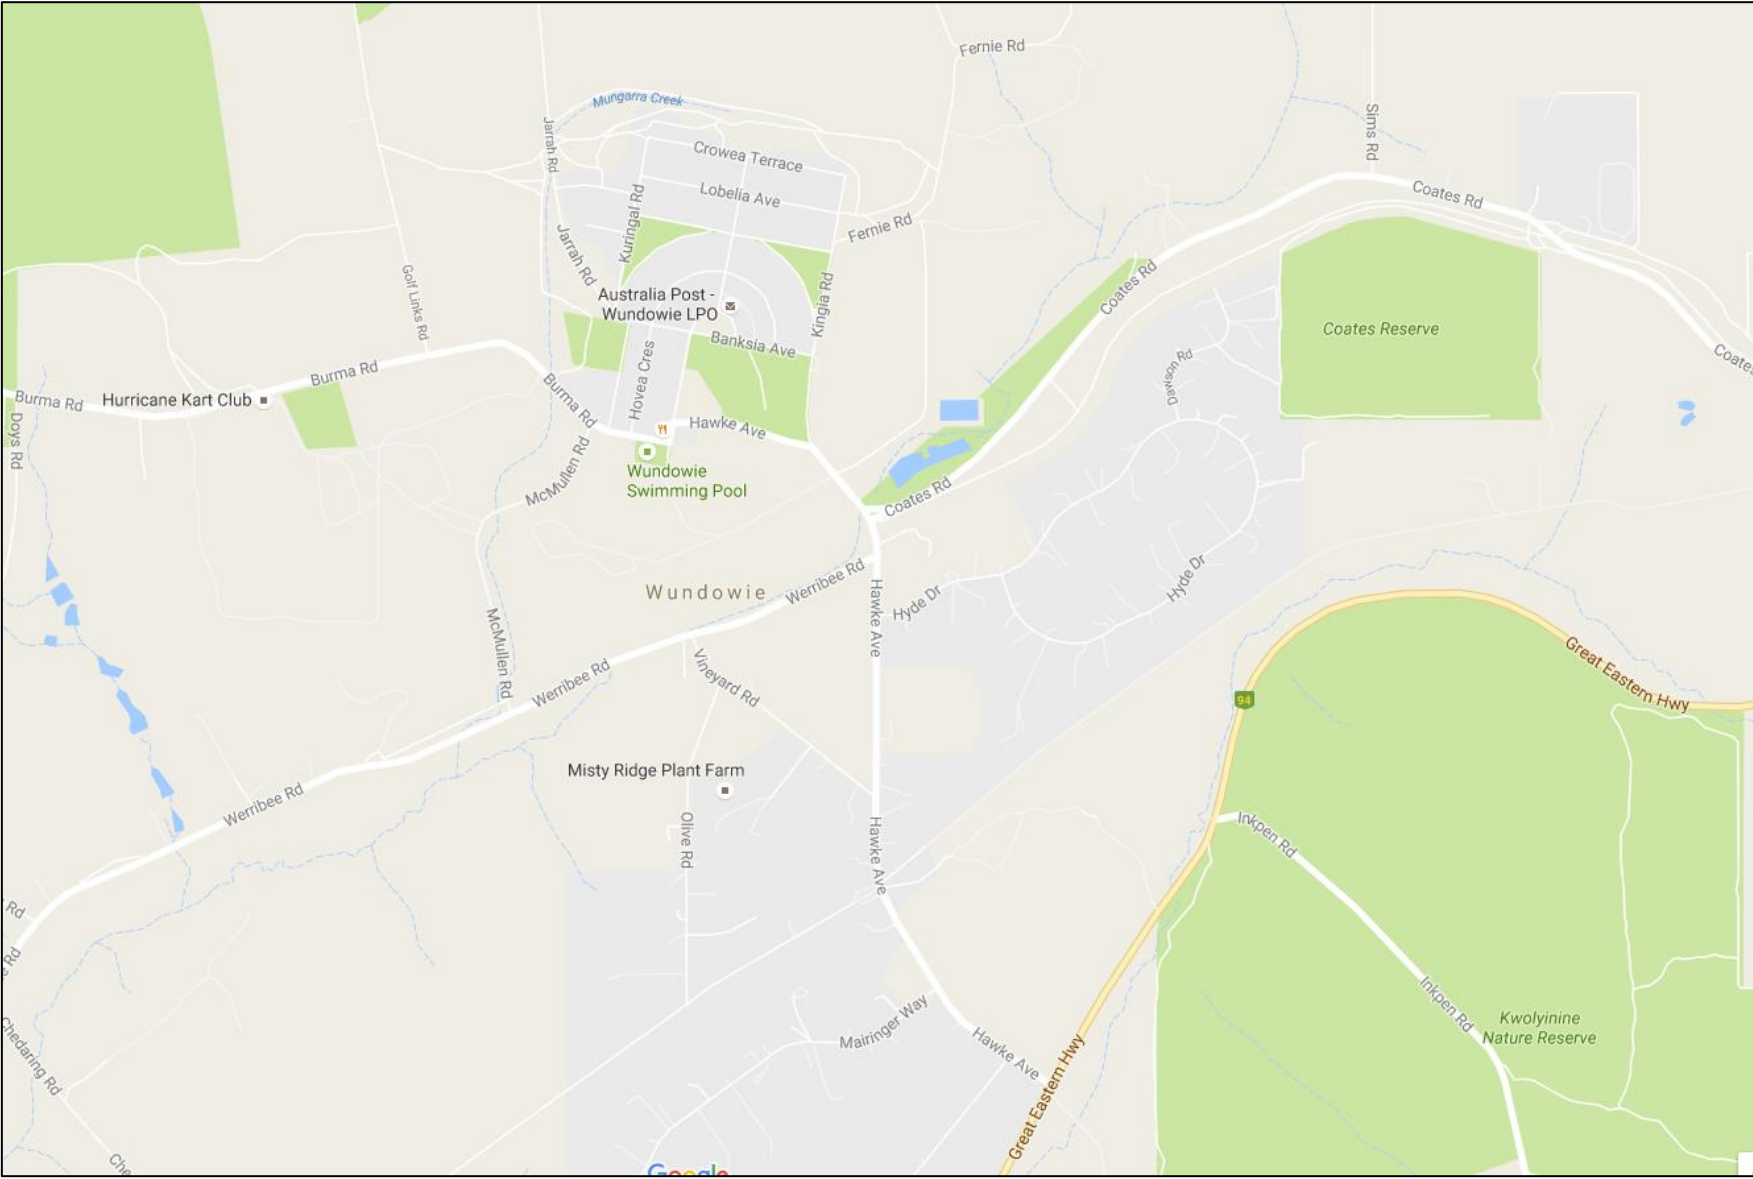 Fernie Rd
Mungarra Creek
Sims Rd
Jarrah Rd
Crowea Terrace
Lobelia Ave
Coates Rd
Kuringal Rd
Fernie Rd
Jarrah Rd
Golf Links Rd
Coates Rd
Australia Post -
Wundowie LPO
Kingia Rd
Coates Reserve
Banksia Ave
Coates
Dawson Rd
Burma Rd
Hovea Cres
Burma Rd
Burma Rd
Hurricane Kart Club
Doys Rd
Hawke Ave
McMullen Rd
Wundowie
Swimming Pool
Coates Rd
Wundowie
Werribee Rd
Hawke Ave
Hyde Dr
Hyde Dr
McMullen Rd
Werribee Rd
Vineyard Rd
Great Eastern Hwy
94
Misty Ridge Plant Farm
Werribee Rd
Olive Rd
Hawke Ave
Inkpen Rd
Rd
e Rd
Inkpen Rd
Mairinger Way
Hawke Ave
Kwolyinine
Nature Reserve
Chedaring Rd
Great Eastern Hwy
Che
Google